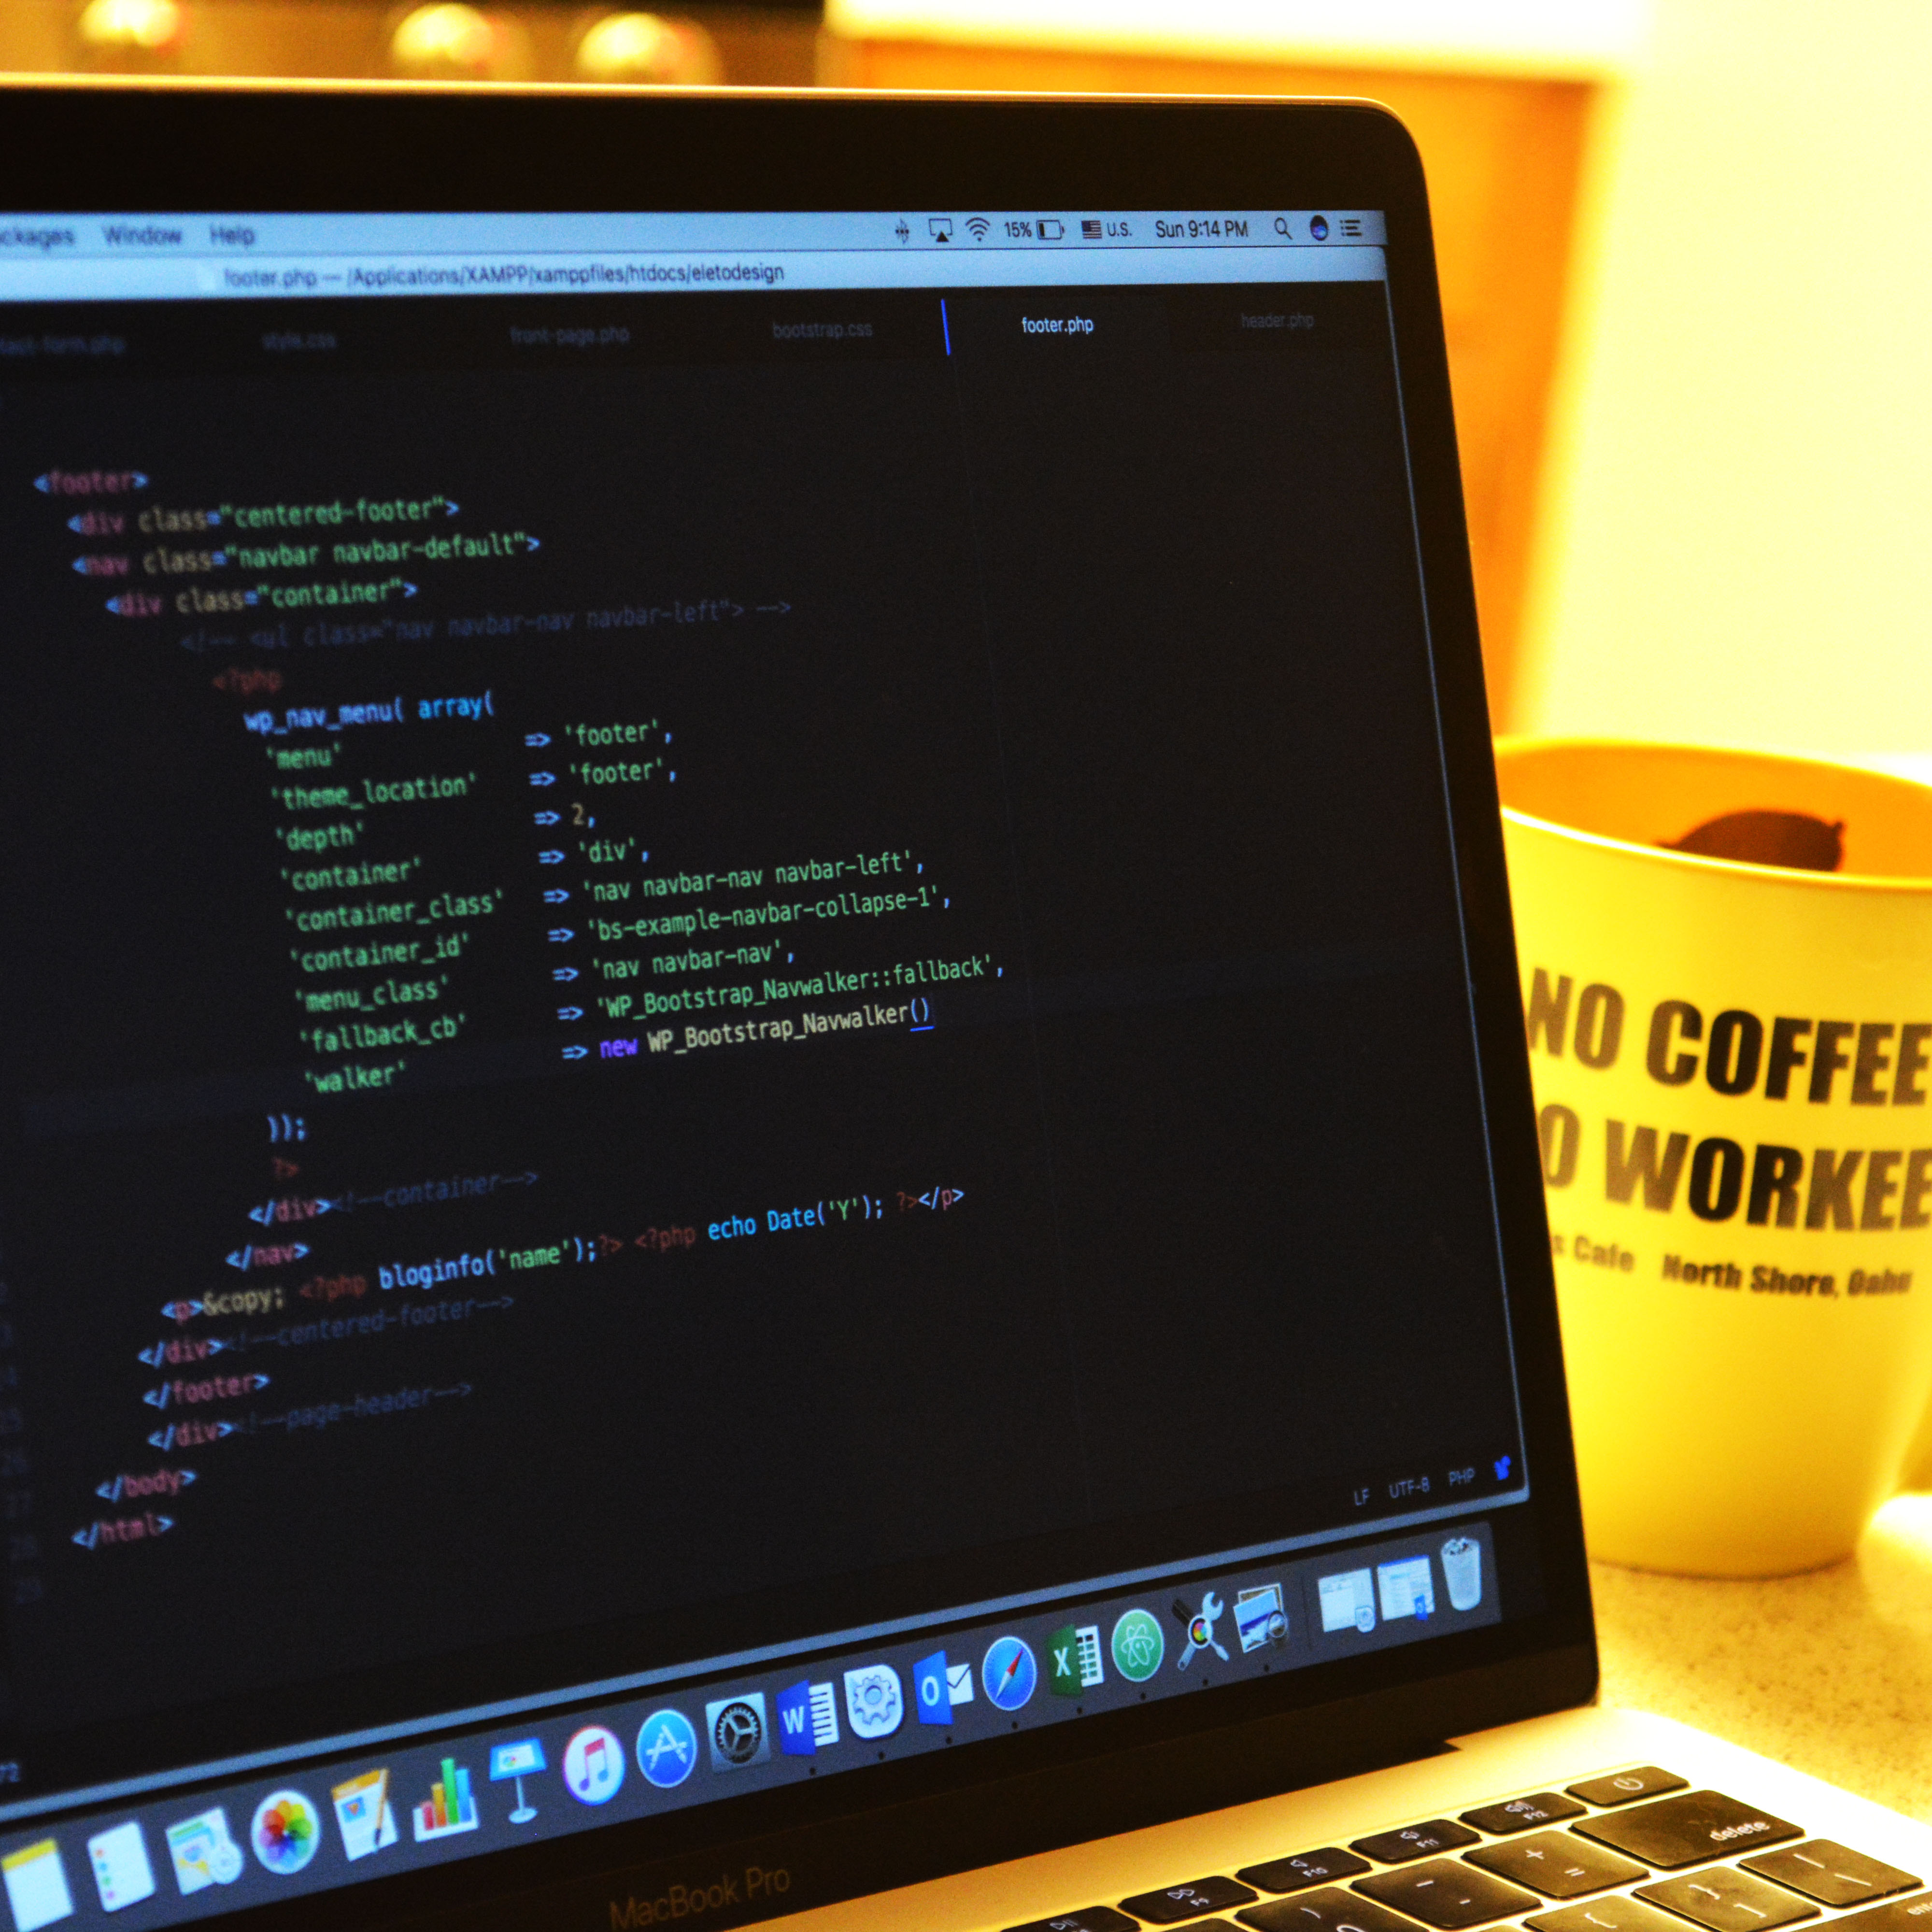 Window Help 15% U.S. Sun 9:14 PM
footer.php — /Applications/XAMPP/xamppfiles/htdocs/eletodesign
style.css front-page.php bootstrap.css footer.php header.php
<footer>
<div class="centered-footer">
<nav class="navbar navbar-default">
<div class="container">
<!-- <ul class="nav navbar-nav navbar-left"> -->
<?php
wp_nav_menu( array(
'menu' => 'footer',
'theme_location' => 'footer',
'depth' => 2,
'container' => 'div',
'container_class' => 'nav navbar-nav navbar-left',
'container_id' => 'bs-example-navbar-collapse-1',
'menu_class' => 'nav navbar-nav',
'fallback_cb' => 'WP_Bootstrap_Navwalker::fallback',
'walker' => new WP_Bootstrap_Navwalker()
));
?>
</div><!--container-->
</nav>
<p>&copy; <?php bloginfo('name');?> <?php echo Date('Y'); ?></p>
</div><!--centered-footer-->
</footer>
</div><!--page-header-->
</body>
</html>
LF UTF-8 PHP
MacBook Pro
NO COFFEE
O WORKEE
Cafe North Shore, Oahu
W
O
X
F12
F11
F10
F9
delete
+
=
-